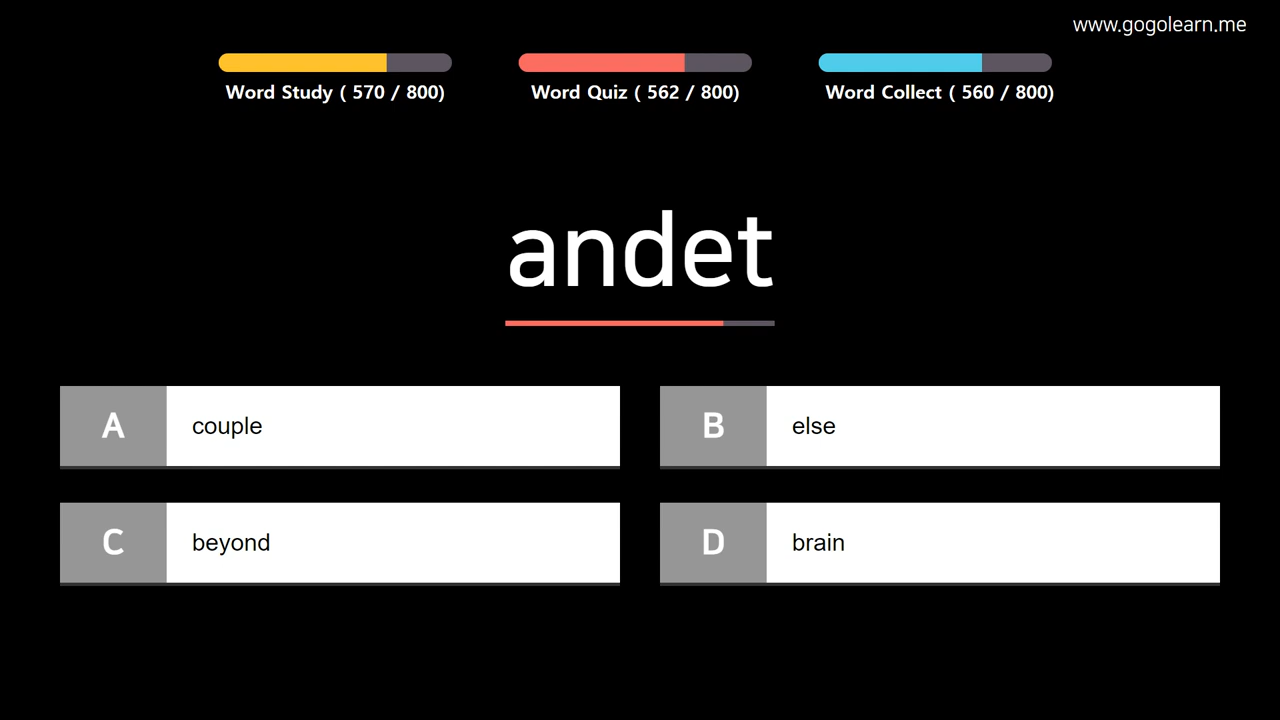 www.gogolearn.me
Word Study ( 570 / 800)
Word Quiz ( 562 / 800)
Word Collect ( 560 / 800)
andet
A couple
B else
C beyond
D brain